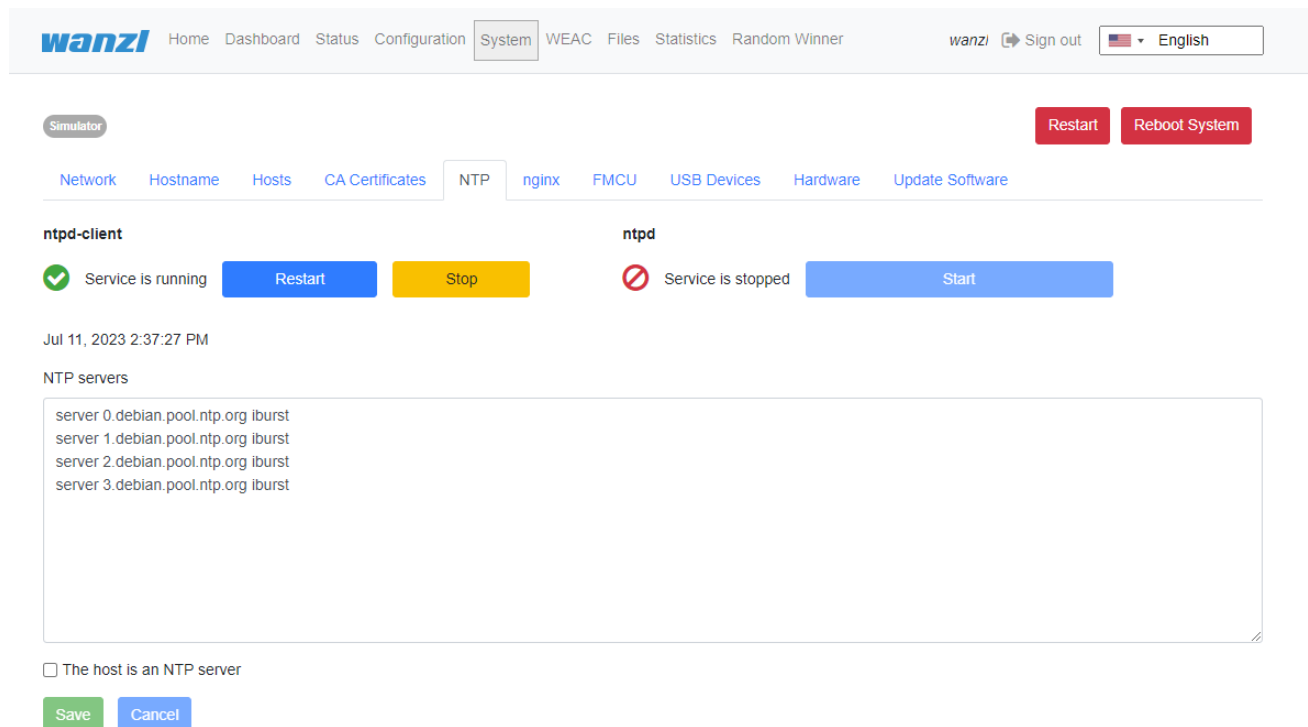 wanzl Home Dashboard Status Configuration System WEAC Files Statistics Random Winner wanzl Sign out English
Simulator Restart Reboot System
Network Hostname Hosts CA Certificates NTP nginx FMCU USB Devices Hardware Update Software
ntpd-client ntpd
Service is running Restart Stop Service is stopped Start
Jul 11, 2023 2:37:27 PM
NTP servers
server 0.debian.pool.ntp.org iburst
server 1.debian.pool.ntp.org iburst
server 2.debian.pool.ntp.org iburst
server 3.debian.pool.ntp.org iburst
The host is an NTP server
Save Cancel